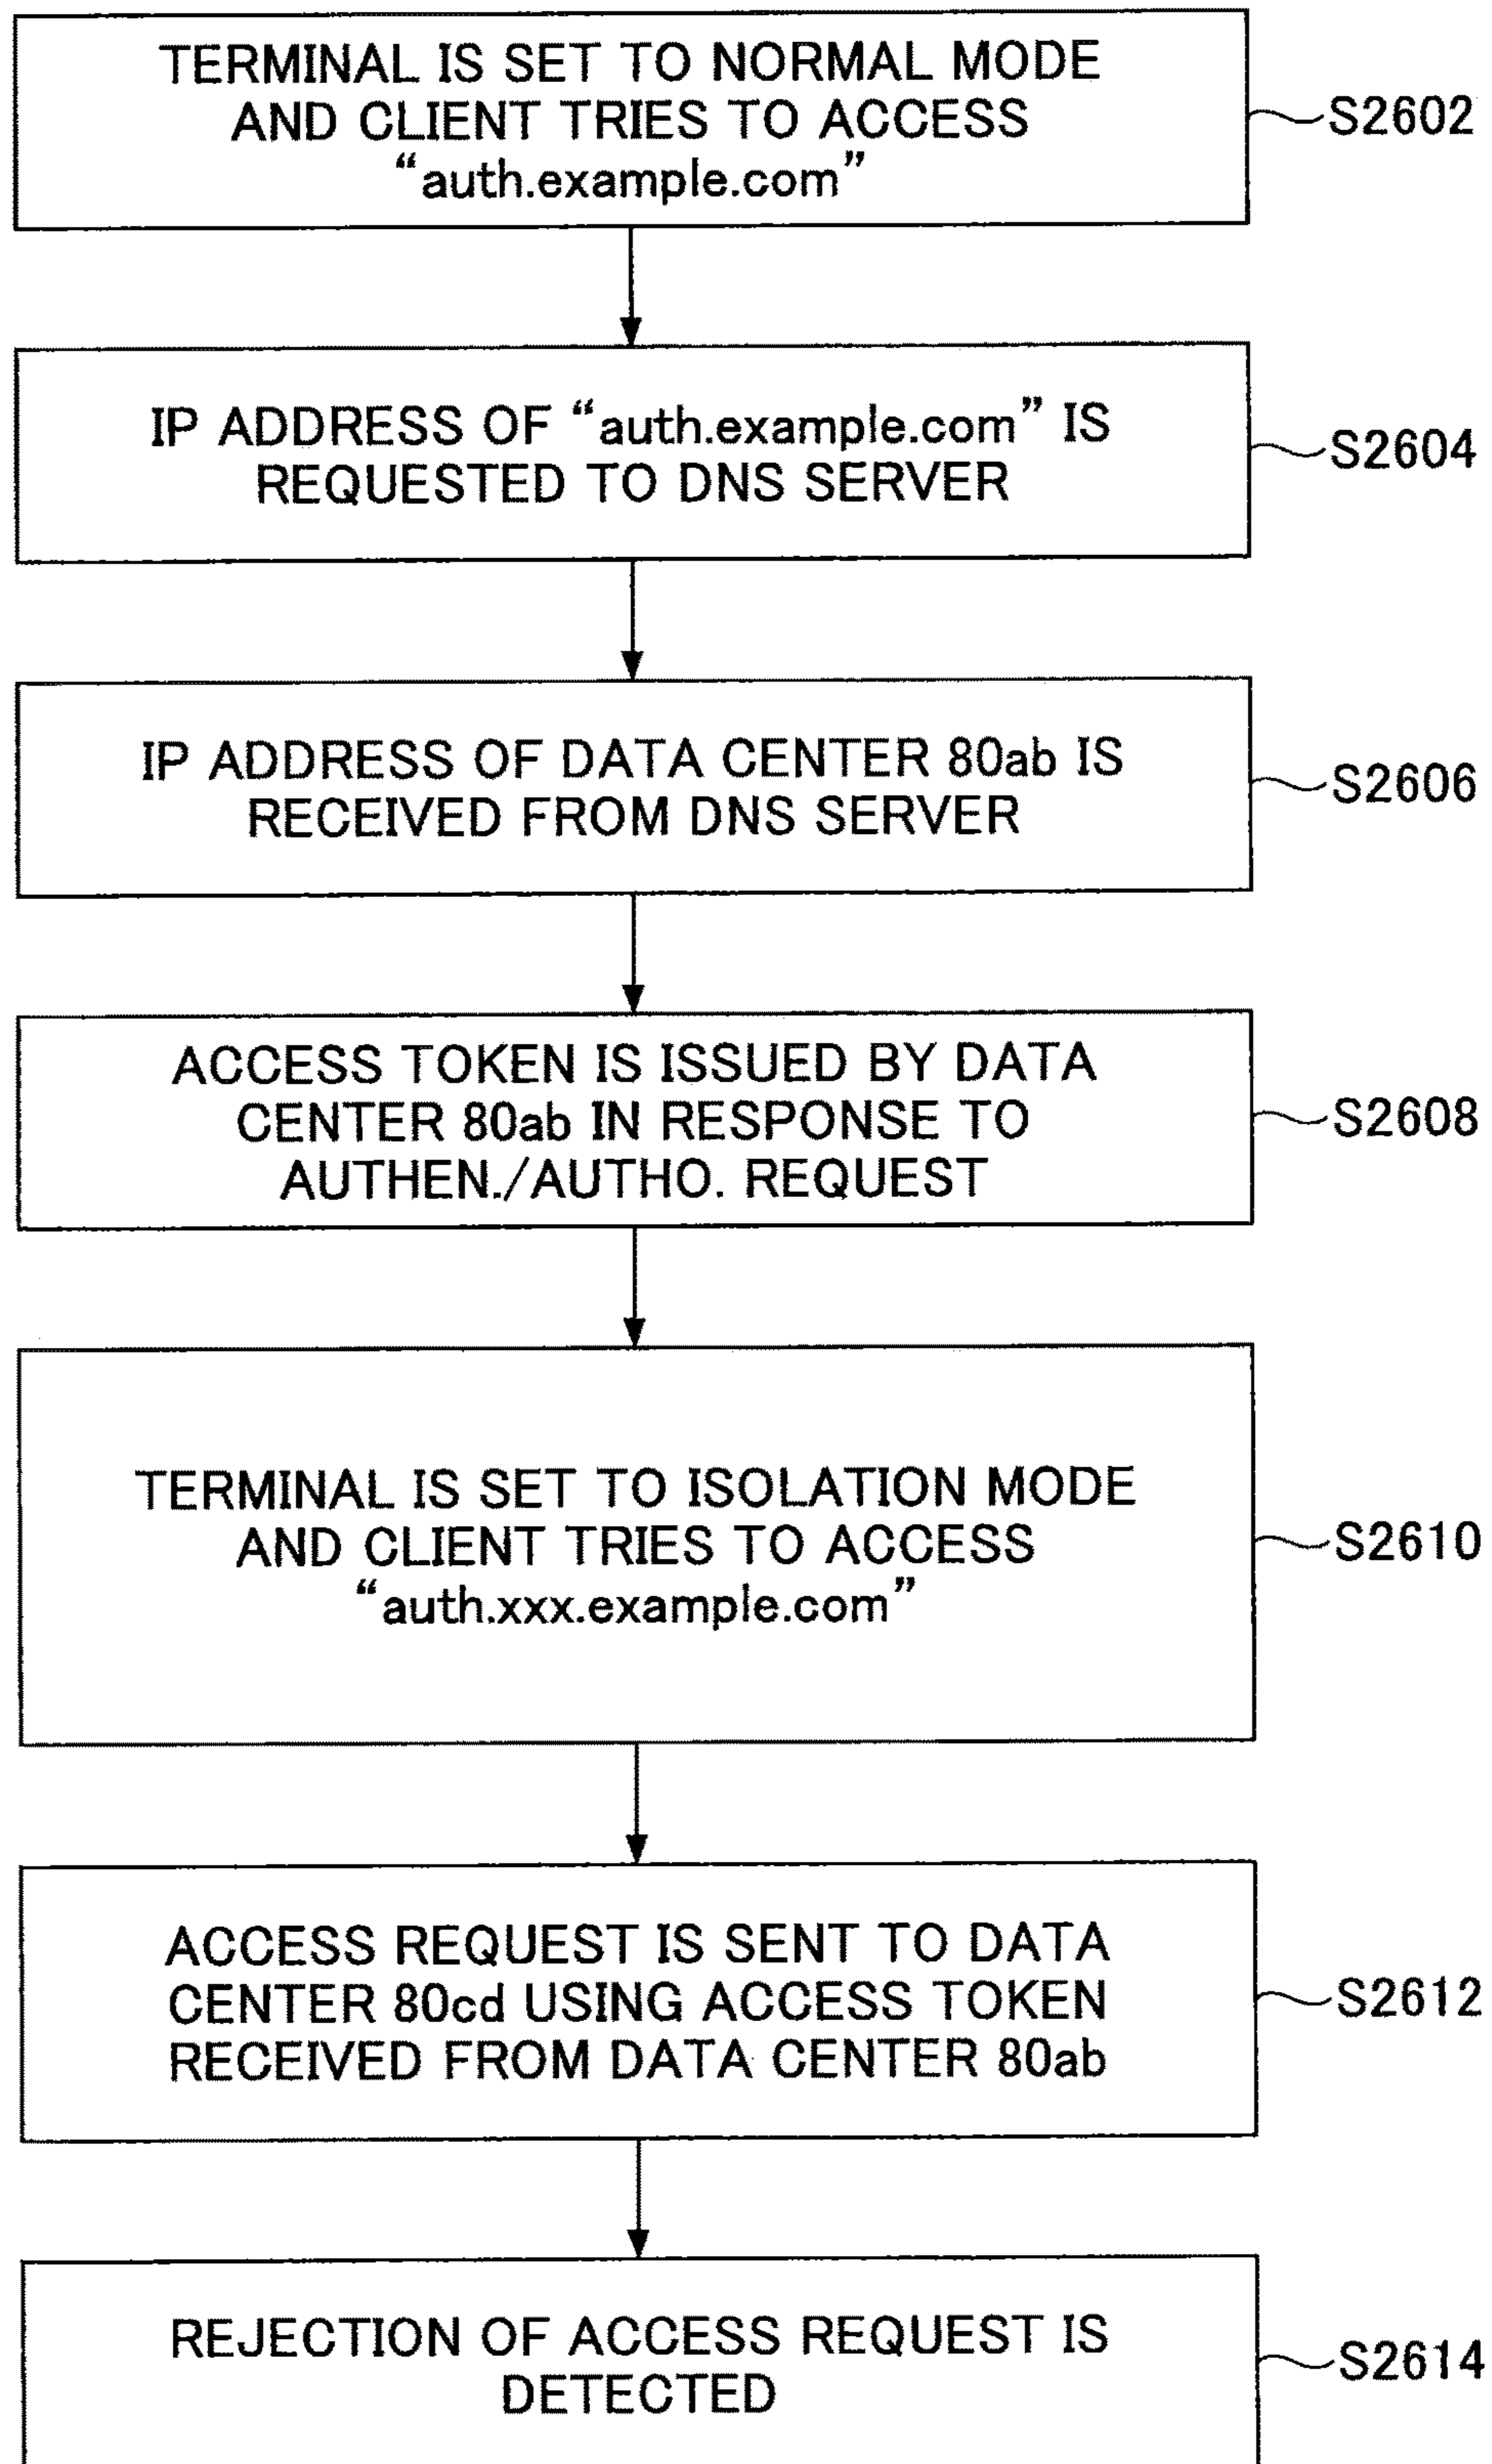 TERMINAL IS SET TO NORMAL MODE
AND CLIENT TRIES TO ACCESS
“auth.example.com”
S2602
IP ADDRESS OF “auth.example.com” IS
REQUESTED TO DNS SERVER
S2604
IP ADDRESS OF DATA CENTER 80ab IS
RECEIVED FROM DNS SERVER
S2606
ACCESS TOKEN IS ISSUED BY DATA
CENTER 80ab IN RESPONSE TO
AUTHEN./AUTHO. REQUEST
S2608
TERMINAL IS SET TO ISOLATION MODE
AND CLIENT TRIES TO ACCESS
“auth.xxx.example.com”
S2610
ACCESS REQUEST IS SENT TO DATA
CENTER 80cd USING ACCESS TOKEN
RECEIVED FROM DATA CENTER 80ab
S2612
REJECTION OF ACCESS REQUEST IS
DETECTED
S2614